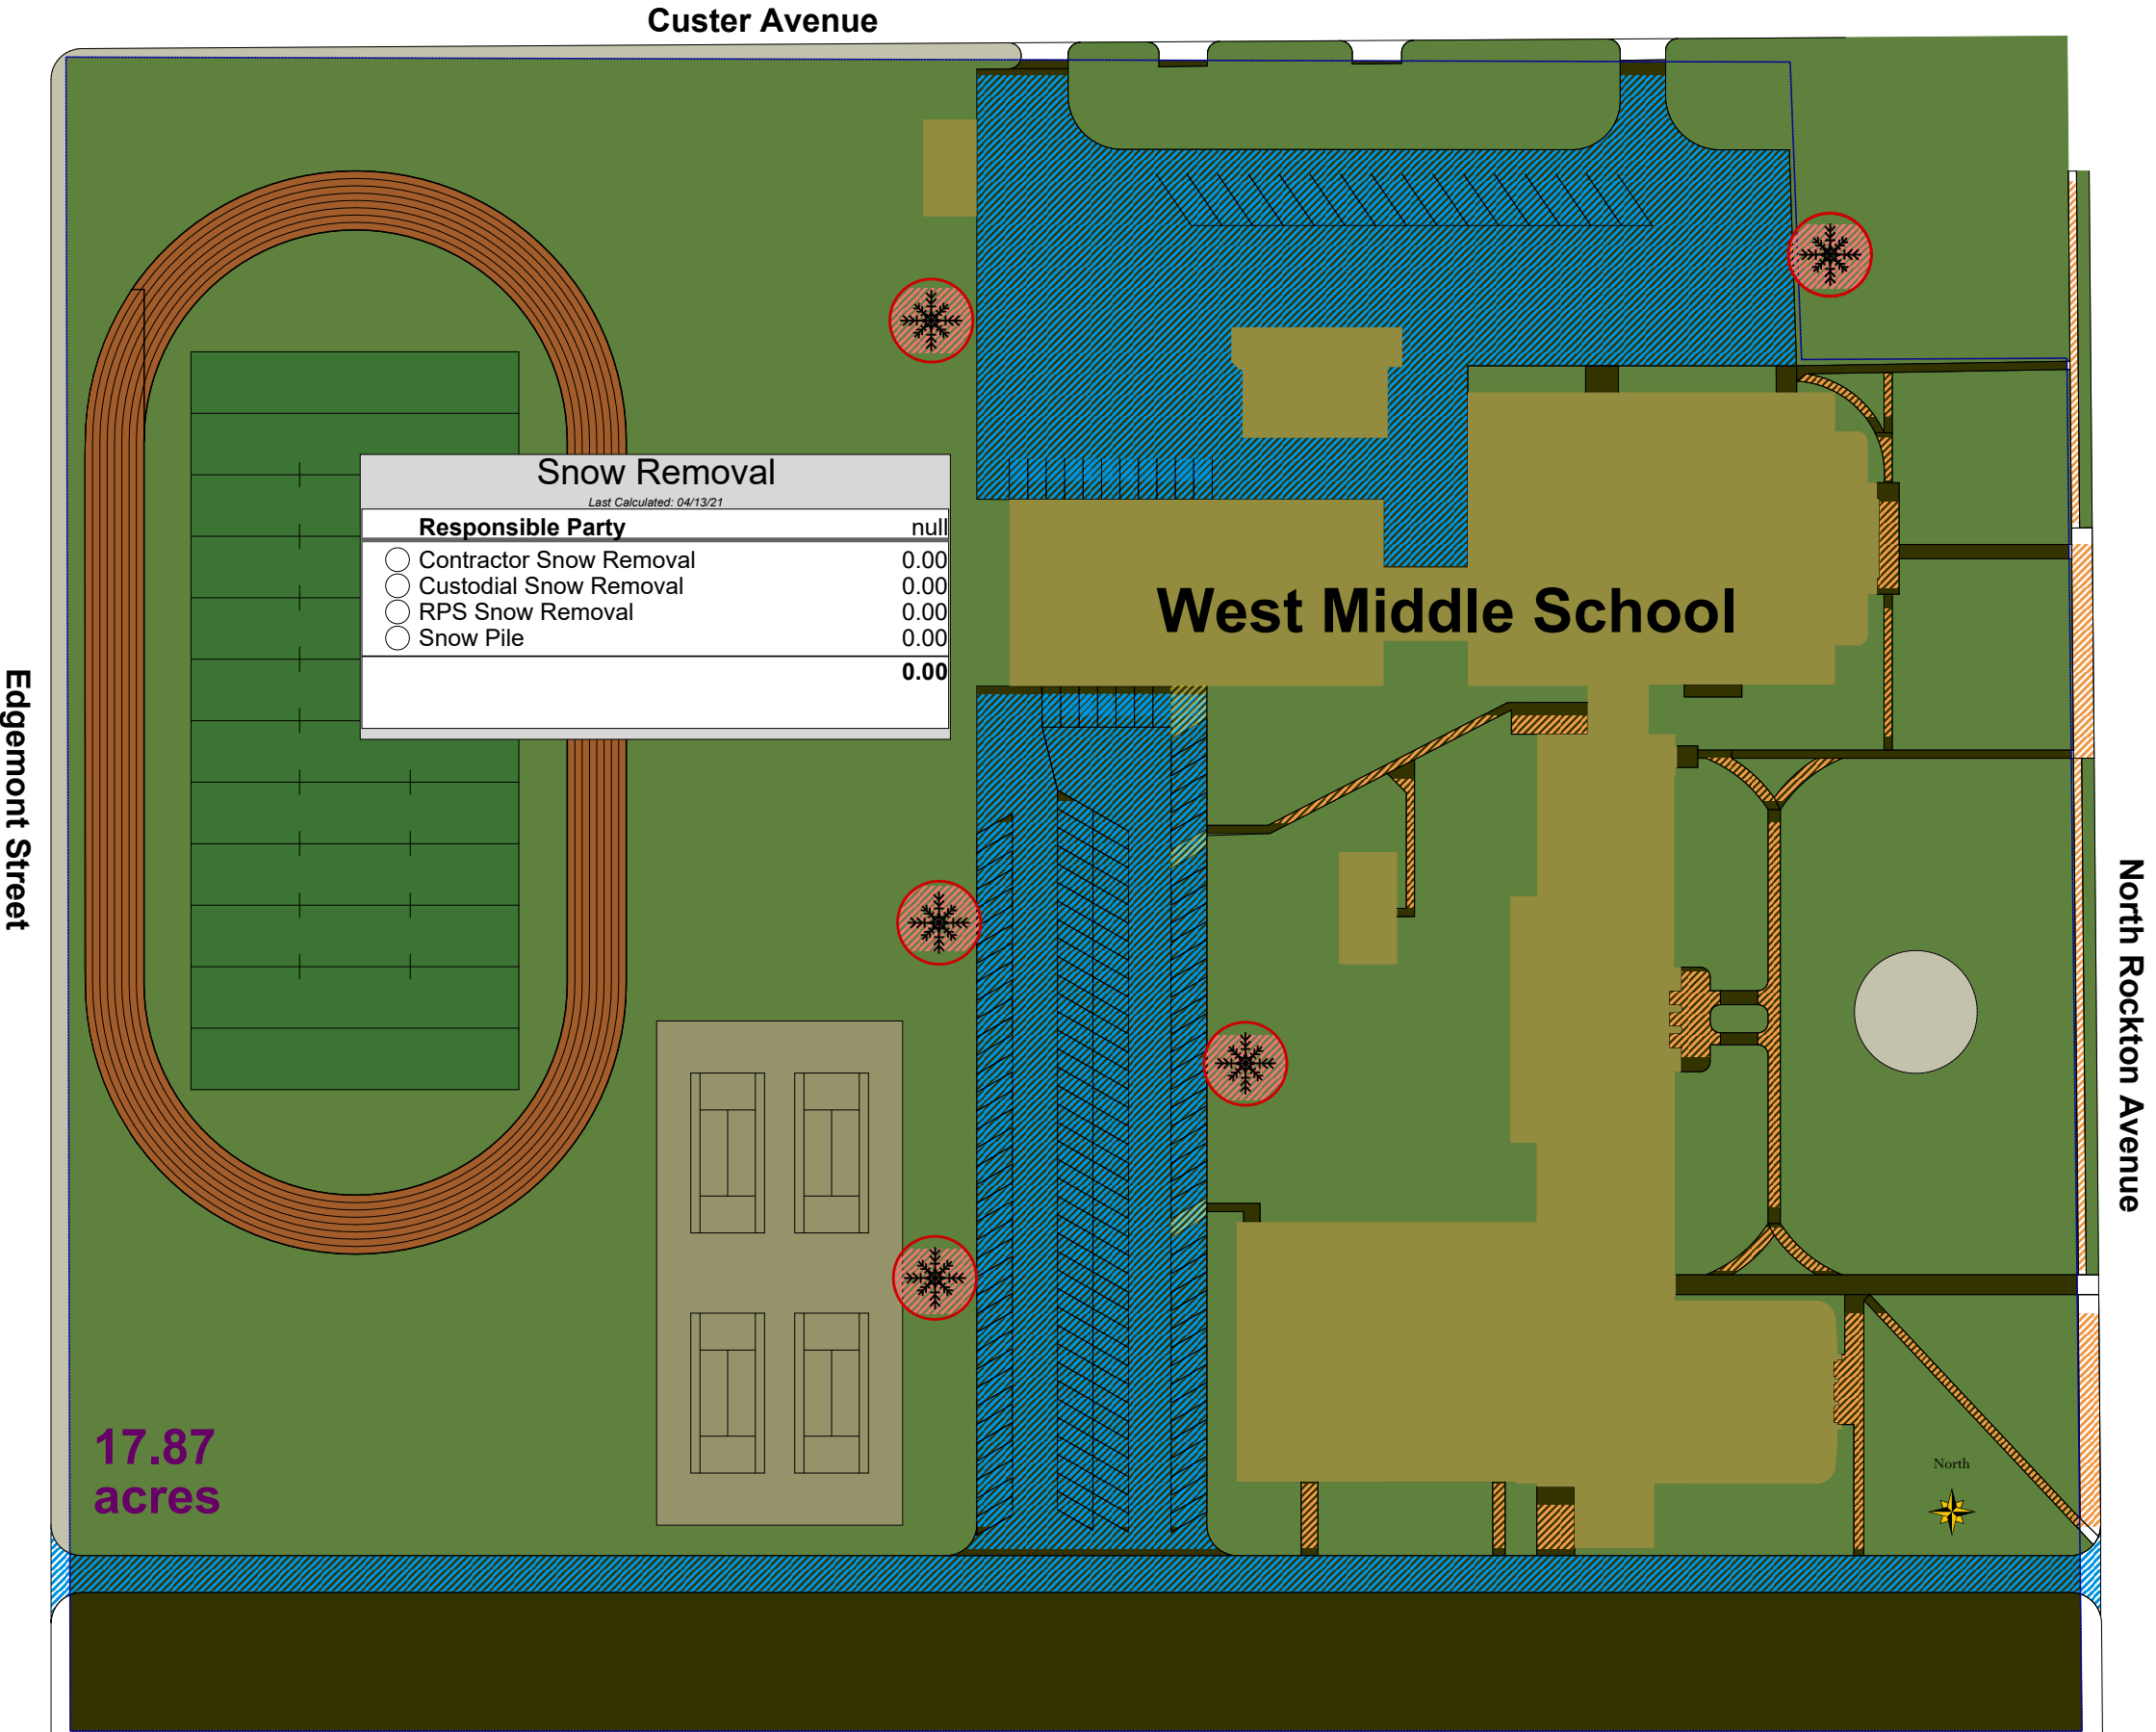 Custer Avenue
Snow Removal
Last Calculated: 04/13/21
Responsible Party null
Contractor Snow Removal 0.00
Custodial Snow Removal 0.00
RPS Snow Removal 0.00
Snow Pile 0.00
0.00
West Middle School
Edgemont Street
North Rockton Avenue
17.87
acres
North